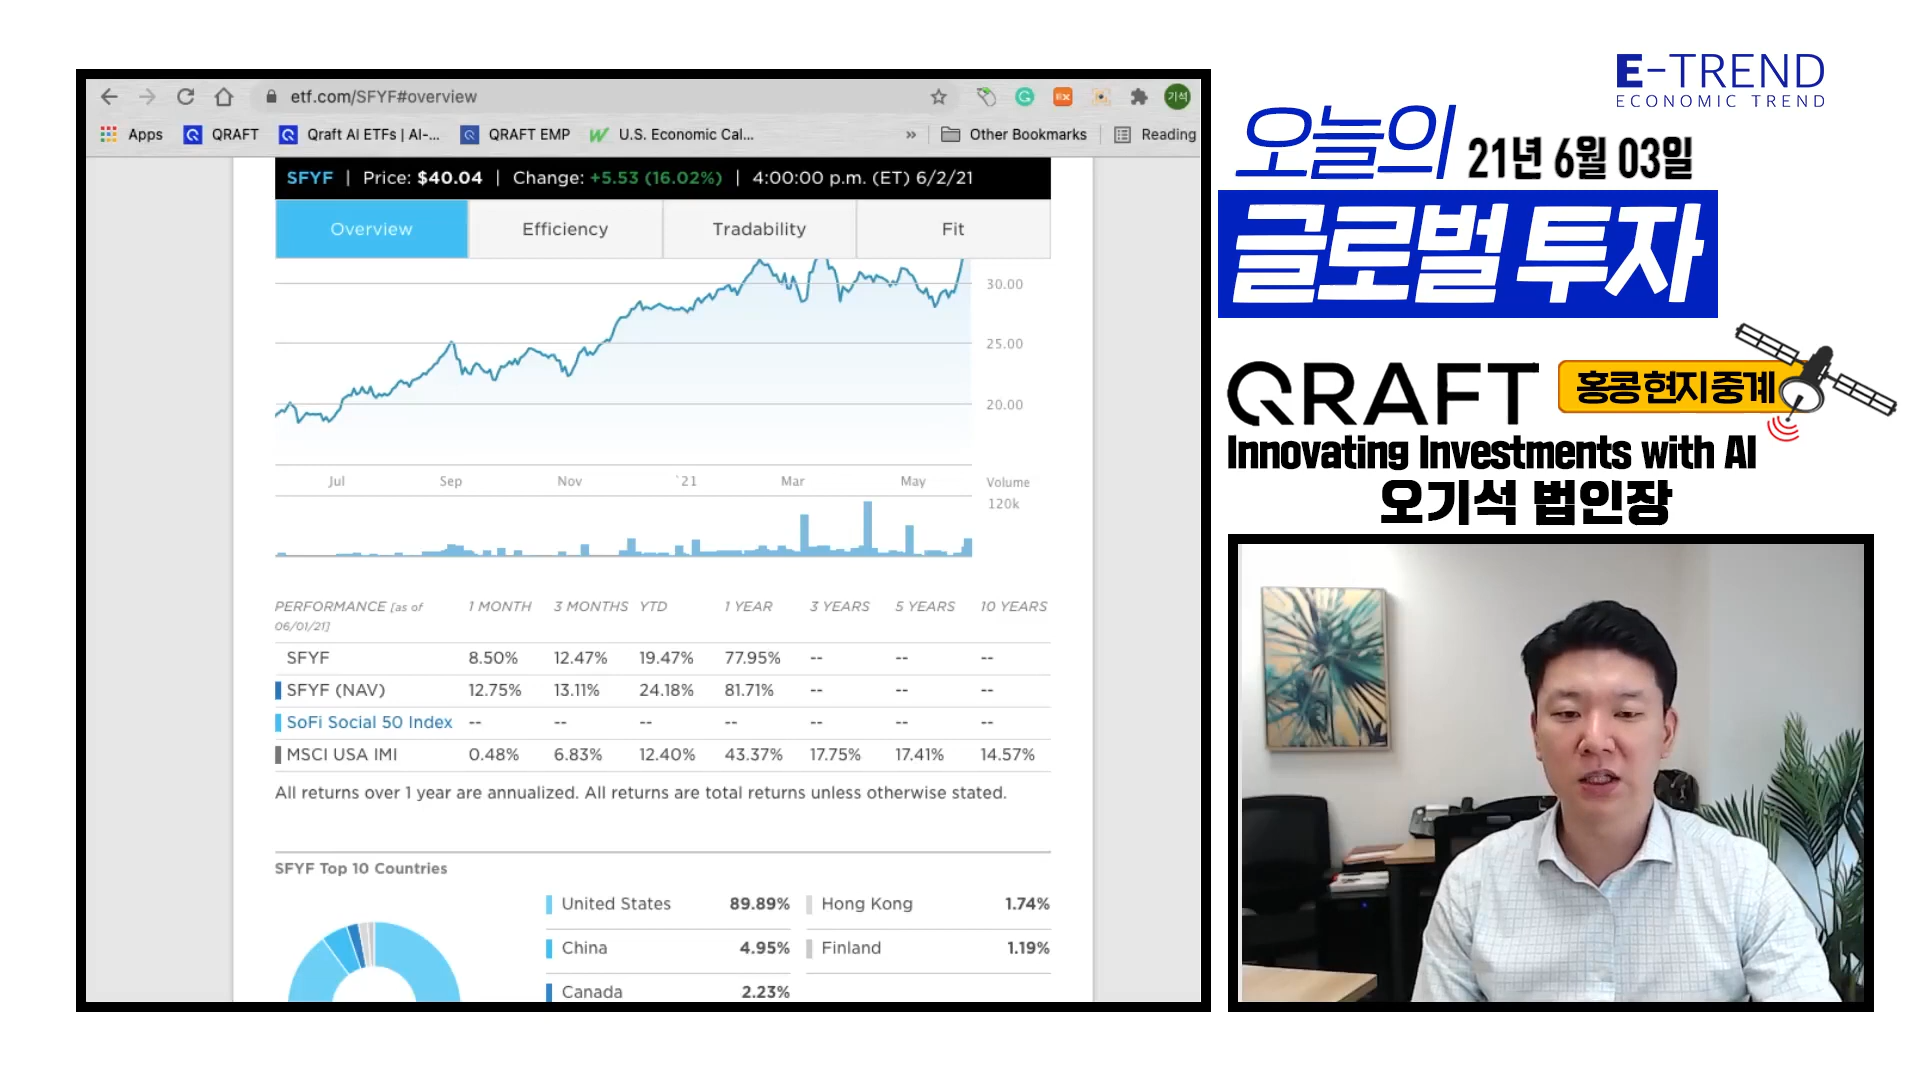 etf.com/SFYF#overview
기석
Apps QRAFT Qraft AI ETFs | AI-... QRAFT EMP U.S. Economic Cal... » Other Bookmarks Reading
SFYF | Price: $40.04 | Change: +5.53 (16.02%) | 4:00:00 p.m. (ET) 6/2/21
Overview Efficiency Tradability Fit
30.00
25.00
20.00
Jul Sep Nov `21 Mar May Volume
120k
PERFORMANCE [as of 06/01/21] 1 MONTH 3 MONTHS YTD 1 YEAR 3 YEARS 5 YEARS 10 YEARS
SFYF 8.50% 12.47% 19.47% 77.95% -- -- --
SFYF (NAV) 12.75% 13.11% 24.18% 81.71% -- -- --
SoFi Social 50 Index -- -- -- -- -- -- --
MSCI USA IMI 0.48% 6.83% 12.40% 43.37% 17.75% 17.41% 14.57%
All returns over 1 year are annualized. All returns are total returns unless otherwise stated.
SFYF Top 10 Countries
United States 89.89% Hong Kong 1.74%
China 4.95% Finland 1.19%
Canada 2.23%
E-TREND
ECONOMIC TREND
오늘의 21년 6월 03일
글로벌 투자
QRAFT 홍콩 현지 중계
Innovating Investments with AI
오기석 법인장